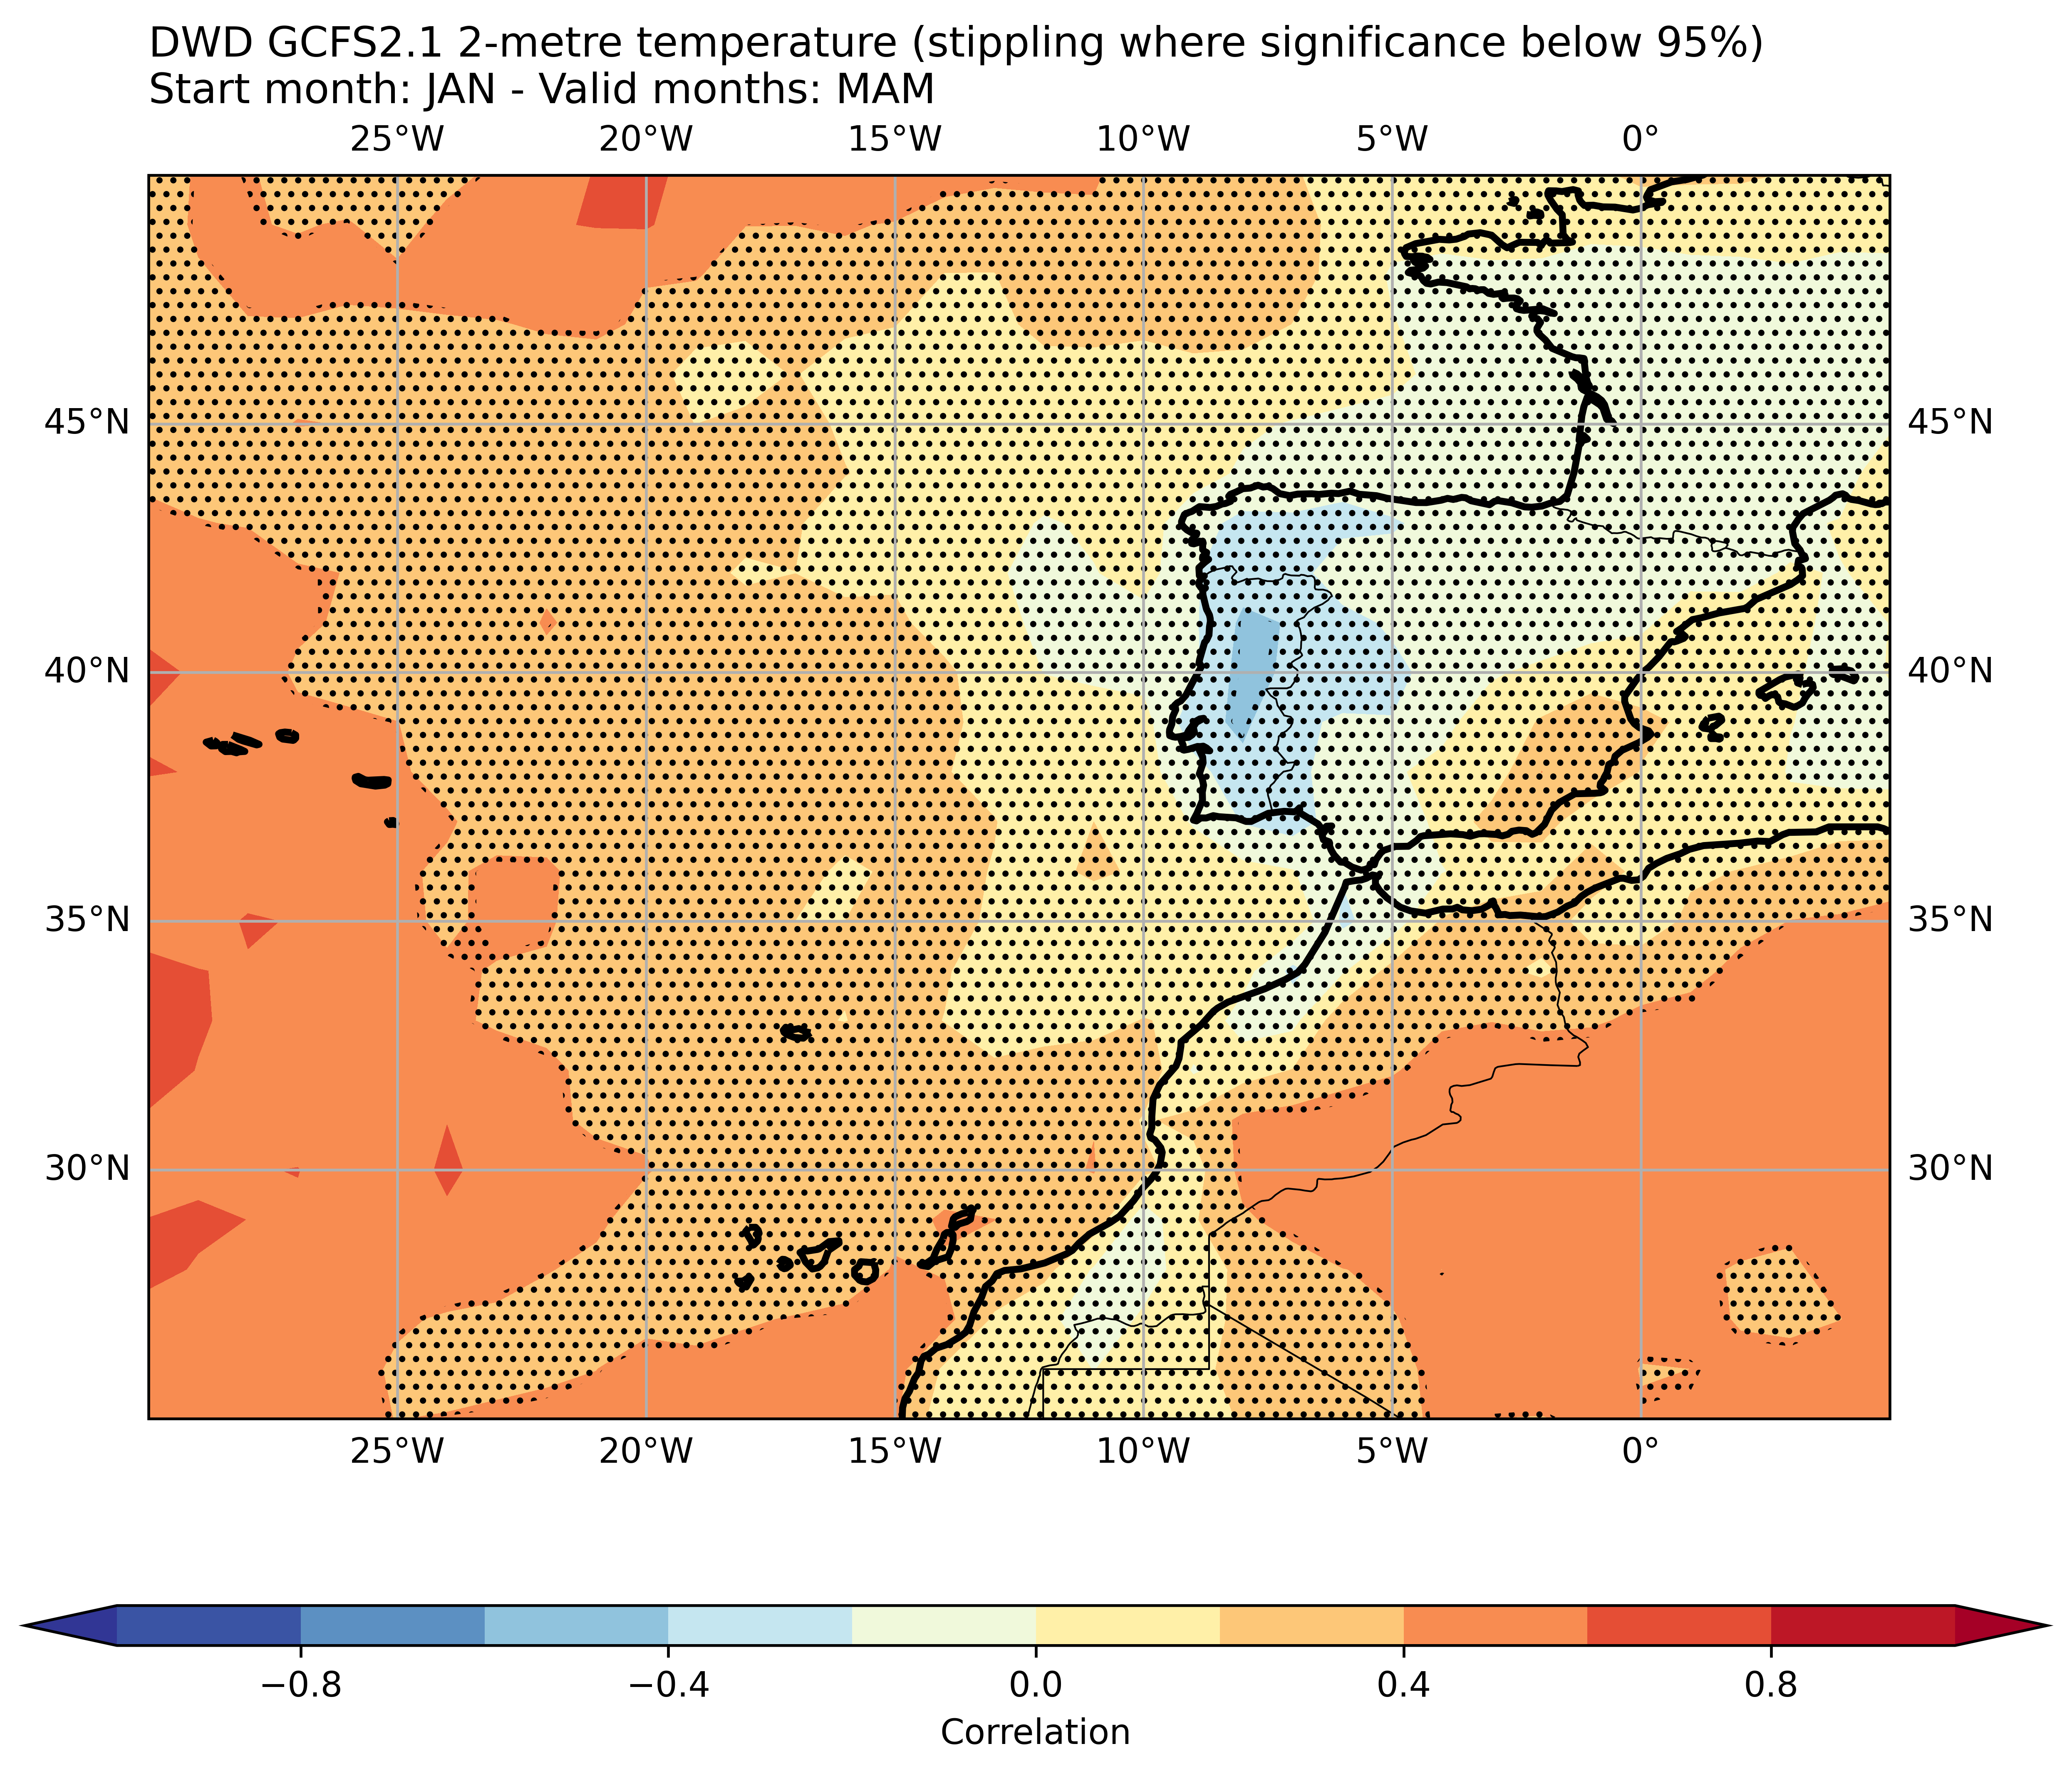 DWD GCFS2.1 2-metre temperature (stippling where significance below 95%)
Start month: JAN - Valid months: MAM
25°W 20°W 15°W 10°W 5°W 0°
45°N 45°N
40°N 40°N
35°N 35°N
30°N 30°N
25°W 20°W 15°W 10°W 5°W 0°
−0.8 −0.4 0.0 0.4 0.8
Correlation